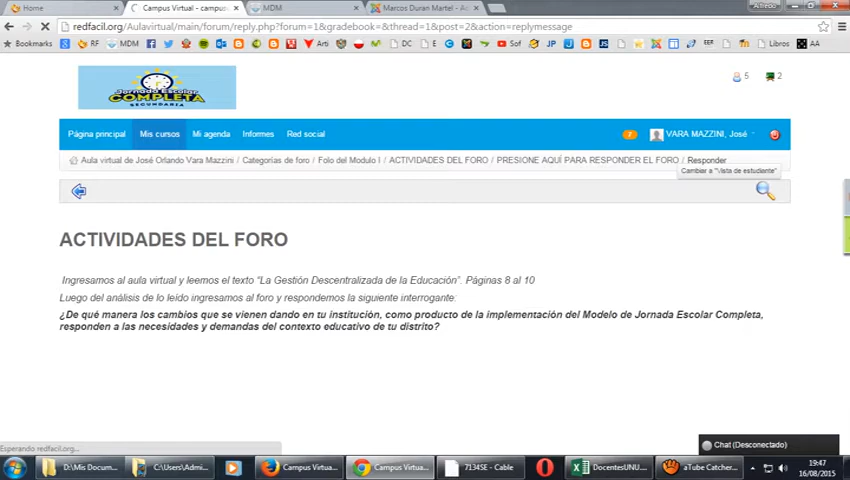 Home
Campus Virtual - campus
MDM
Marcos Duran Martel - Ad
Alfredo
redfacil.org/Aulavirtual/main/forum/reply.php?forum=1&gradebook=&thread=1&post=2&action=replymessage
Bookmarks
RF
MDM
Arti
DC
E
Sof
JP
JS
EER
Libros
AA
Jornada Escolar
COMPLETA
SECUNDARIA
5
2
Página principal
Mis cursos
Mi agenda
Informes
Red social
7
VARA MAZZINI, José
Aula virtual de José Orlando Vara Mazzini / Categorías de foro / Folo del Modulo I / ACTIVIDADES DEL FORO / PRESIONE AQUÍ PARA RESPONDER EL FORO / Responder
Cambiar a "Vista de estudiante"
ACTIVIDADES DEL FORO
Ingresamos al aula virtual y leemos el texto “La Gestión Descentralizada de la Educación”. Páginas 8 al 10
Luego del análisis de lo leído ingresamos al foro y respondemos la siguiente interrogante:
¿De qué manera los cambios que se vienen dando en tu institución, como producto de la implementación del Modelo de Jornada Escolar Completa,
responden a las necesidades y demandas del contexto educativo de tu distrito?
Esperando redfacil.org...
Chat (Desconectado)
D:\Mis Docum...
C:\Users\Admi...
Campus Virtua...
Campus Virtua...
7134SE - Cable
DocentesUNU...
aTube Catcher...
19:47
16/08/2015